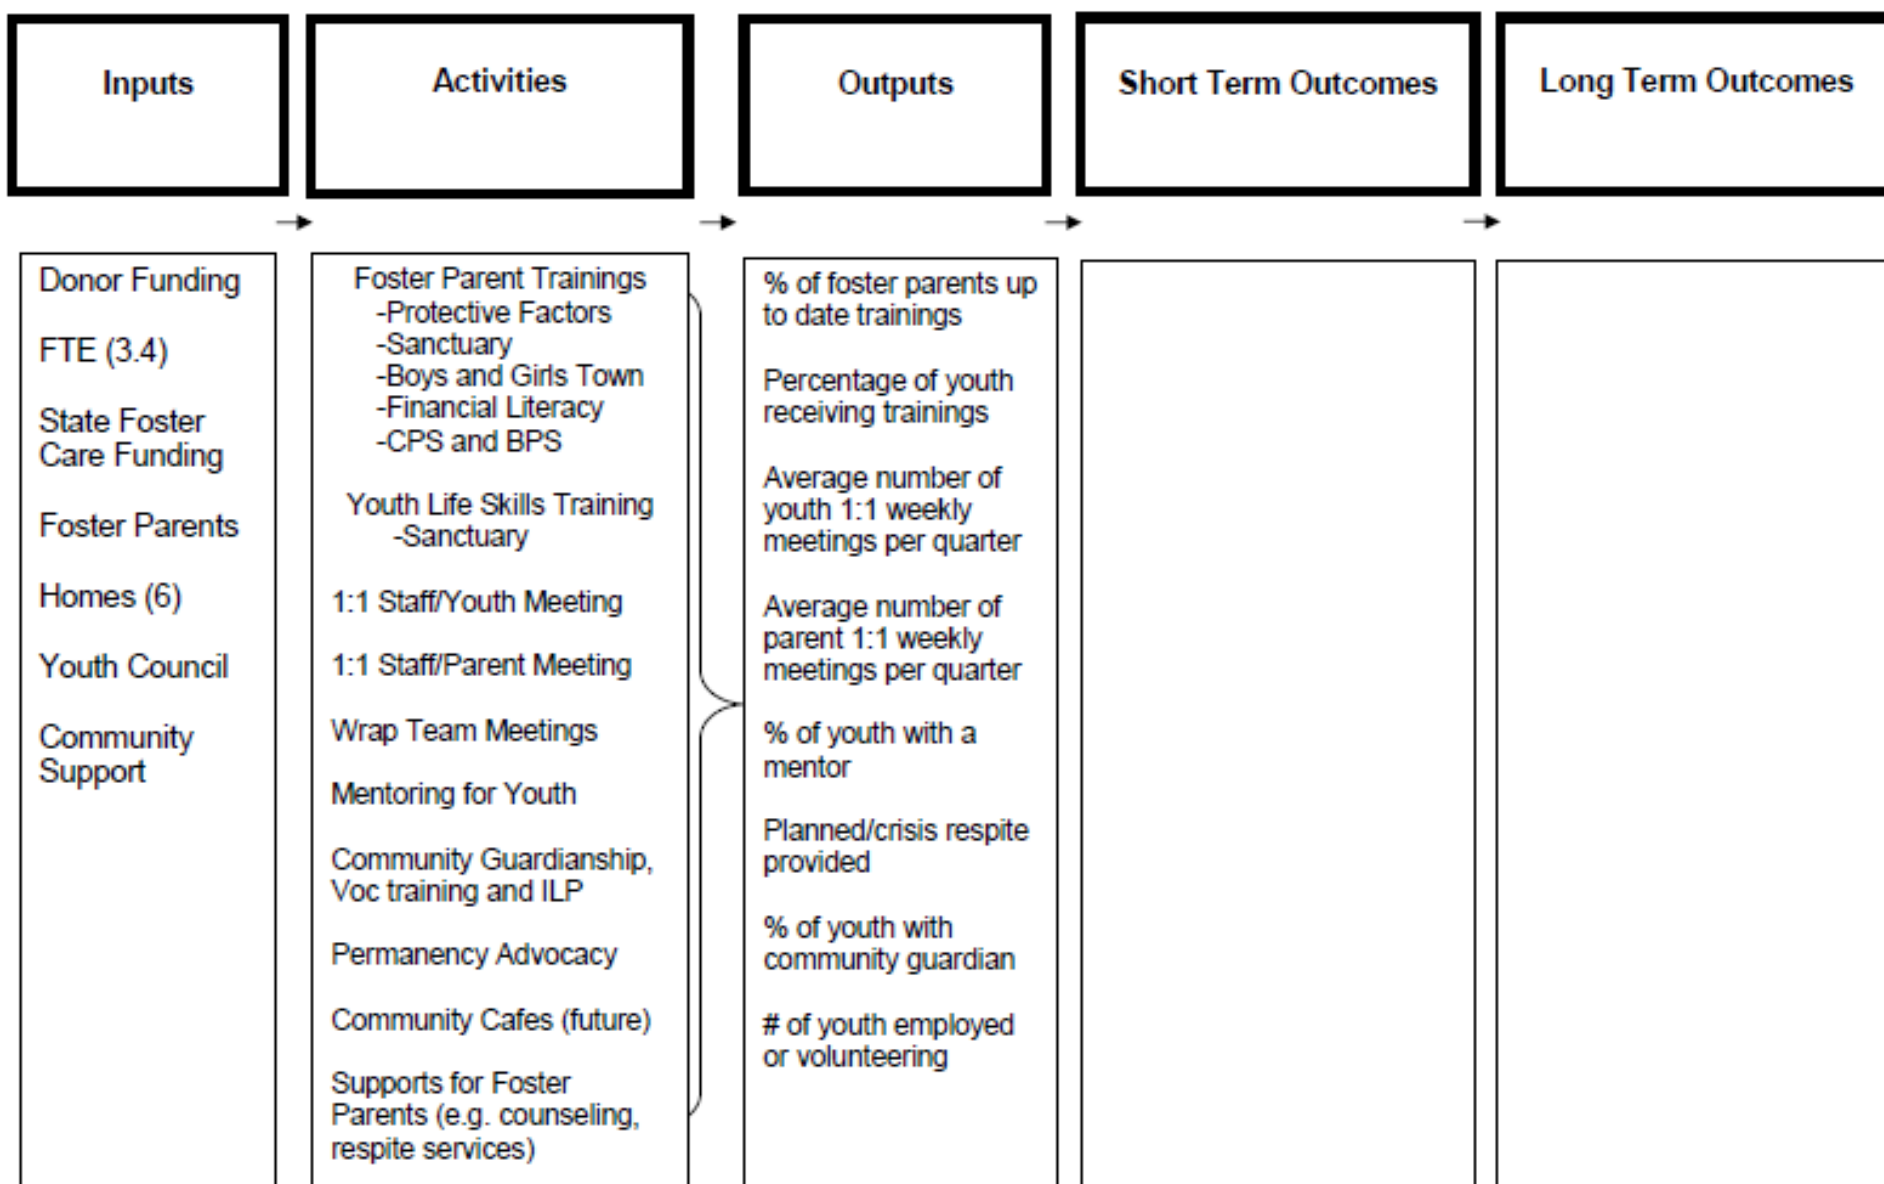 Inputs
Activities
Outputs
Short Term Outcomes
Long Term Outcomes
Donor Funding
FTE (3.4)
State Foster
Care Funding
Foster Parents
Homes (6)
Youth Council
Community
Support
Foster Parent Trainings
-Protective Factors
-Sanctuary
-Boys and Girls Town
-Financial Literacy
-CPS and BPS
Youth Life Skills Training
-Sanctuary
1:1 Staff/Youth Meeting
1:1 Staff/Parent Meeting
Wrap Team Meetings
Mentoring for Youth
Community Guardianship,
Voc training and ILP
Permanency Advocacy
Community Cafes (future)
Supports for Foster
Parents (e.g. counseling,
respite services)
% of foster parents up
to date trainings
Percentage of youth
receiving trainings
Average number of
youth 1:1 weekly
meetings per quarter
Average number of
parent 1:1 weekly
meetings per quarter
% of youth with a
mentor
Planned/crisis respite
provided
% of youth with
community guardian
# of youth employed
or volunteering